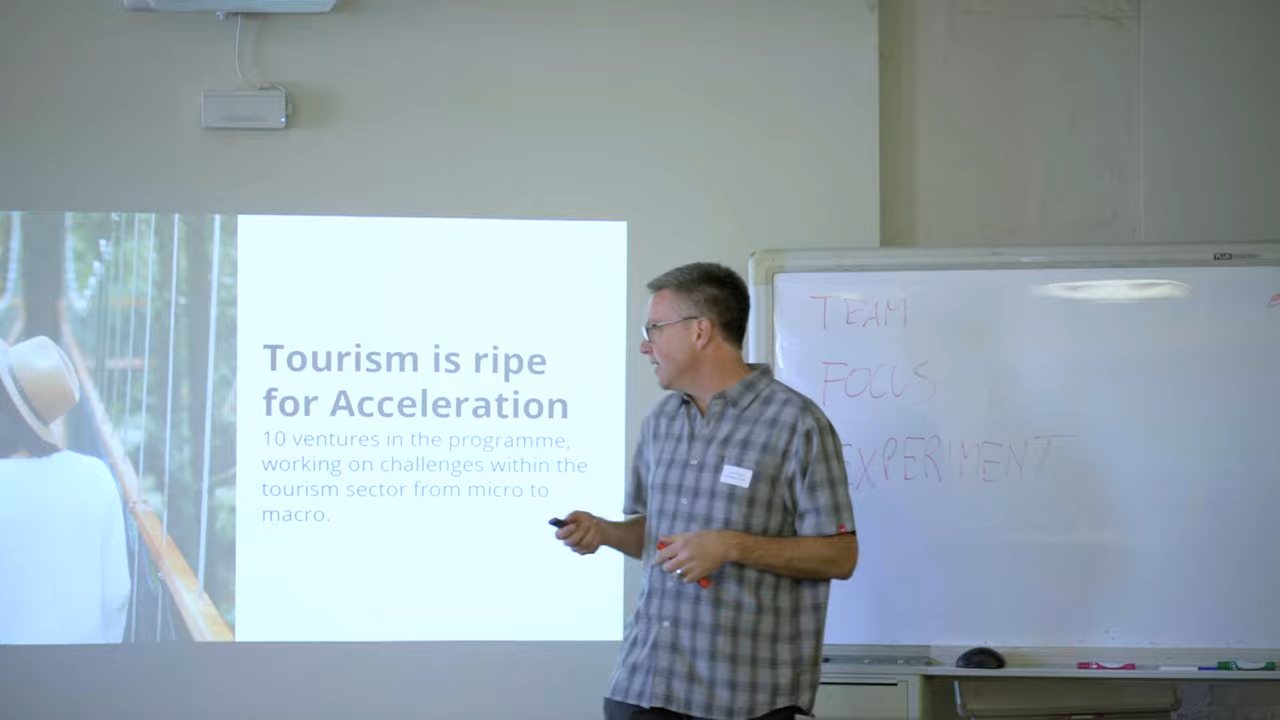 Tourism is ripe
for Acceleration
10 ventures in the programme,
working on challenges within the
tourism sector from micro to
macro.
PLUS
TEAM
FOCUS
EXPERIMENT